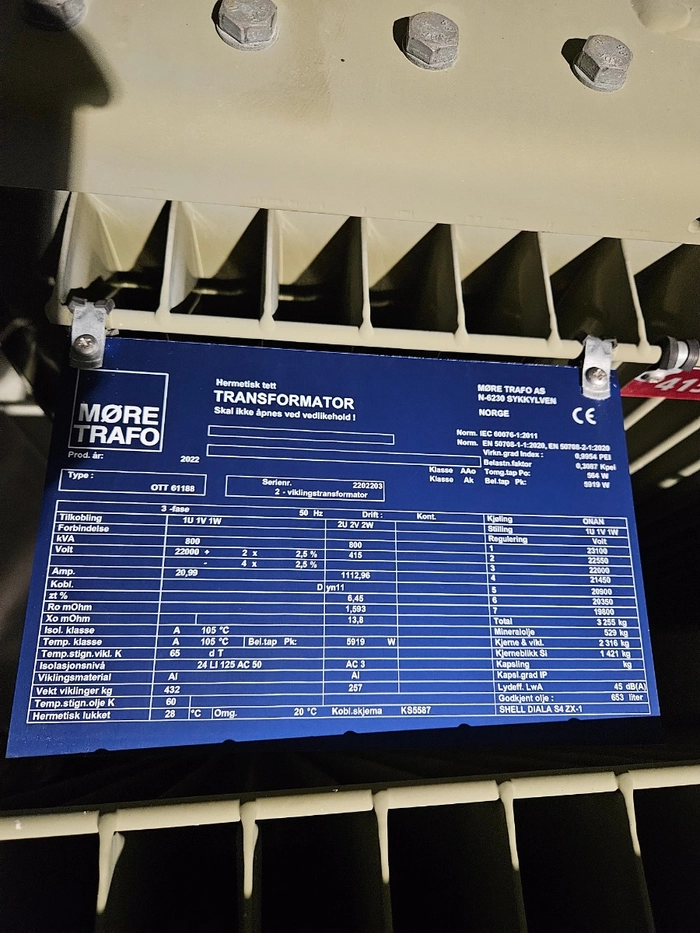 MØRE
TRAFO
Hermetisk tett
TRANSFORMATOR
Skal ikke åpnes ved vedlikehold !
MØRE TRAFO AS
N-6230 SYKKYLVEN
NORGE CE
Norm. IEC 60076-1:2011
Norm. EN 50708-1-1:2020, EN 50708-2-1:2020
Virkn.grad Index : 0,9954 PEI
Belastn.faktor 0,3087 Kpei
Klasse AAo Tomg.tap Po: 564 W
Klasse Ak Bel.tap Pk: 5919 W
Prod. år: 2022
Type : OTT 61188
Serienr. 2202203
2 - viklingstransformator
3 -fase 50 Hz Drift : Kont.
Tilkobling 1U 1V 1W 2U 2V 2W
Forbindelse
kVA 800 800
Volt 22000 + 2 x 2,5 % 415
- 4 x 2,5 %
Amp. 20,99 1112,96
Kobl. D yn11
zt % 6,45
Ro mOhm 1,593
Xo mOhm 13,8
Isol. klasse A 105 °C
Temp. klasse A 105 °C Bel.tap Pk: 5919 W
Temp.stign.vikl. K 65 d T
Isolasjonsnivå 24 LI 125 AC 50 AC 3
Viklingsmaterial Al Al
Vekt viklinger kg 432 257
Temp.stign.olje K 60
Hermetisk lukket 28 °C Omg. 20 °C Kobl.skjema KS5587
Kjøling ONAN
Stilling 1U 1V 1W
Regulering Volt
1 23100
2 22550
3 22000
4 21450
5 20900
6 20350
7 19800
Total 3 255 kg
Mineralolje 529 kg
Kjerne & vikl. 2 316 kg
Kjerneblikk Si 1 421 kg
Kapsling kg
Kapsl.grad IP
Lydeff. LwA 45 dB(A)
Godkjent olje : 653 liter
SHELL DIALA S4 ZX-1